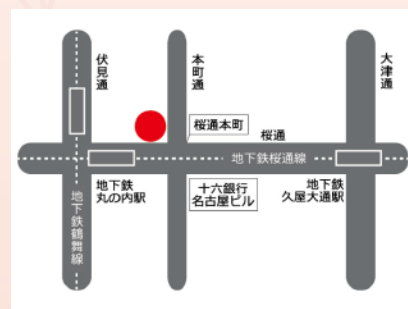 伏見通
本町通
大津通
桜通本町
桜通
地下鉄桜通線
地下鉄
丸の内駅
十六銀行
名古屋ビル
地下鉄
久屋大通駅
地下鉄鶴舞線